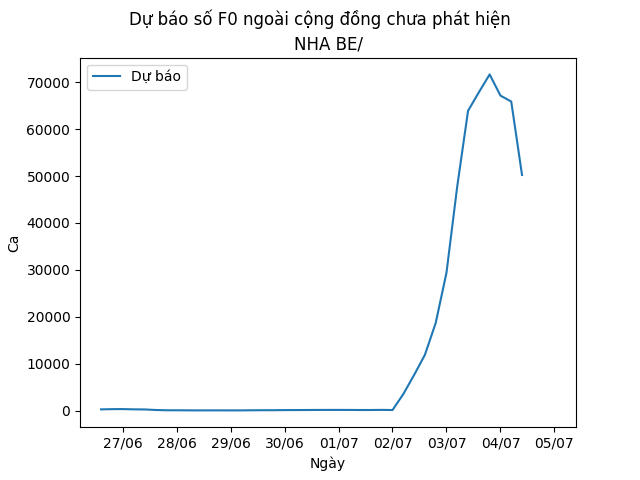 Dự báo số F0 ngoài cộng đồng chưa phát hiện
NHA BE/
Dự báo
70000
60000
50000
40000
30000
20000
10000
0
Ca
27/06 28/06 29/06 30/06 01/07 02/07 03/07 04/07 05/07
Ngày